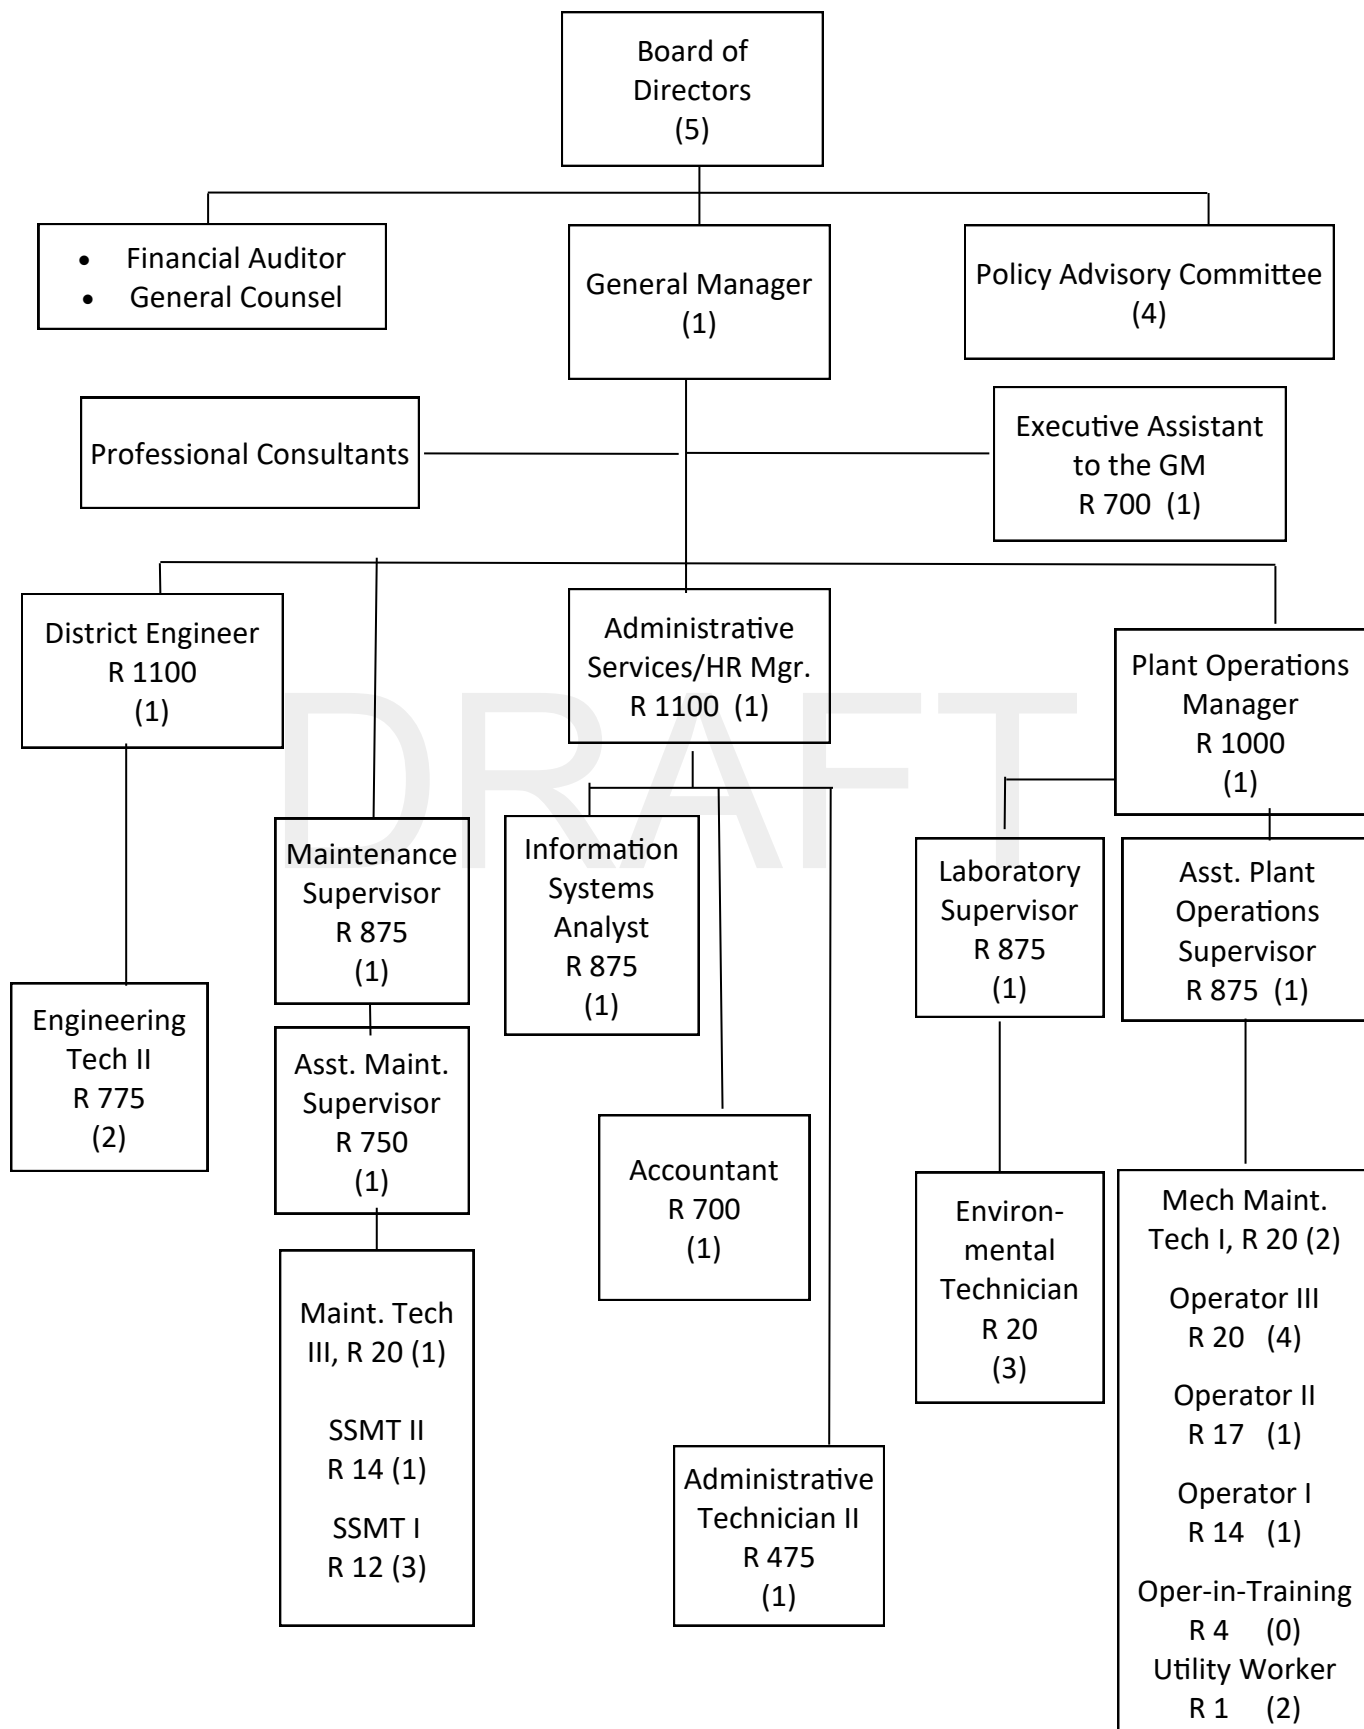 Board of
Directors
(5)
• Financial Auditor
• General Counsel
General Manager
(1)
Policy Advisory Committee
(4)
Professional Consultants
Executive Assistant
to the GM
R 700 (1)
District Engineer
R 1100
(1)
Administrative
Services/HR Mgr.
R 1100 (1)
Plant Operations
Manager
R 1000
(1)
DRAFT
Maintenance
Supervisor
R 875
(1)
Information
Systems
Analyst
R 875
(1)
Laboratory
Supervisor
R 875
(1)
Asst. Plant
Operations
Supervisor
R 875 (1)
Engineering
Tech II
R 775
(2)
Asst. Maint.
Supervisor
R 750
(1)
Accountant
R 700
(1)
Environ-
mental
Technician
R 20
(3)
Mech Maint.
Tech I, R 20 (2)
Operator III
R 20 (4)
Operator II
R 17 (1)
Operator I
R 14 (1)
Oper-in-Training
R 4 (0)
Utility Worker
R 1 (2)
Maint. Tech
III, R 20 (1)
SSMT II
R 14 (1)
SSMT I
R 12 (3)
Administrative
Technician II
R 475
(1)